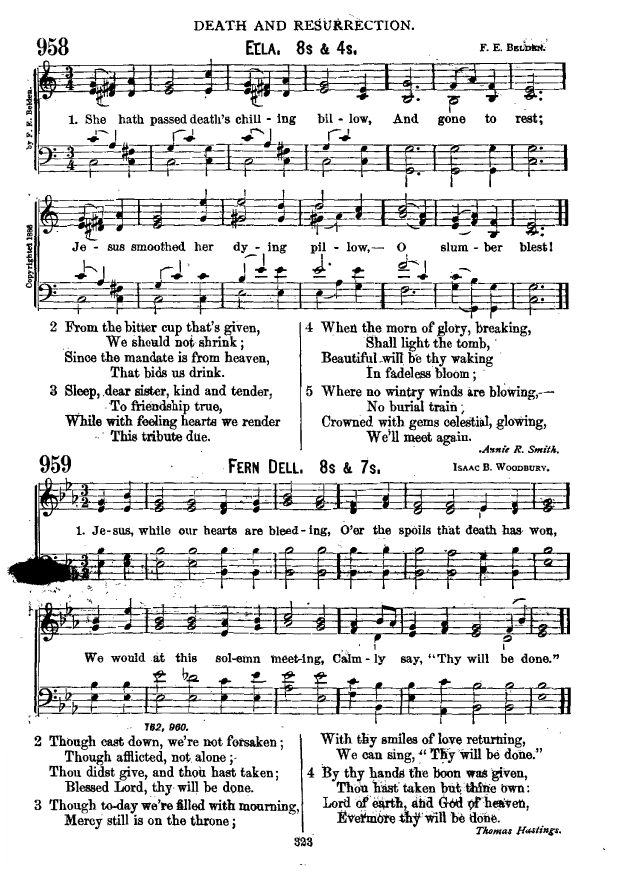 DEATH AND RESURRECTION.
958
EELA. 8s & 4s.
F. E. BELDEN.
by F. E. Belden.
1. She hath passed death's chill - ing bil - low, And gone to rest;
Copyrighted 1886
Je - sus smoothed her dy - ing pil - low,— O slum - ber blest!
2 From the bitter cup that's given,
We should not shrink;
Since the mandate is from heaven,
That bids us drink.
3 Sleep, dear sister, kind and tender,
To friendship true,
While with feeling hearts we render
This tribute due.
4 When the morn of glory, breaking,
Shall light the tomb,
Beautiful will be thy waking
In fadeless bloom;
5 Where no wintry winds are blowing,—
No burial train;
Crowned with gems celestial, glowing,
We'll meet again.
Annie R. Smith.
959
FERN DELL. 8s & 7s.
ISAAC B. WOODBURY.
1. Je-sus, while our hearts are bleed-ing, O'er the spoils that death has won,
We would at this sol-emn meet-ing, Calm-ly say, "Thy will be done."
762, 960.
2 Though cast down, we're not forsaken;
Though afflicted, not alone;
Thou didst give, and thou hast taken;
Blessed Lord, thy will be done.
3 Though to-day we're filled with mourning,
Mercy still is on the throne;
With thy smiles of love returning,
We can sing, "Thy will be done."
4 By thy hands the boon was given,
Thou hast taken but thine own:
Lord of earth, and God of heaven,
Evermore thy will be done.
Thomas Hastings.
323